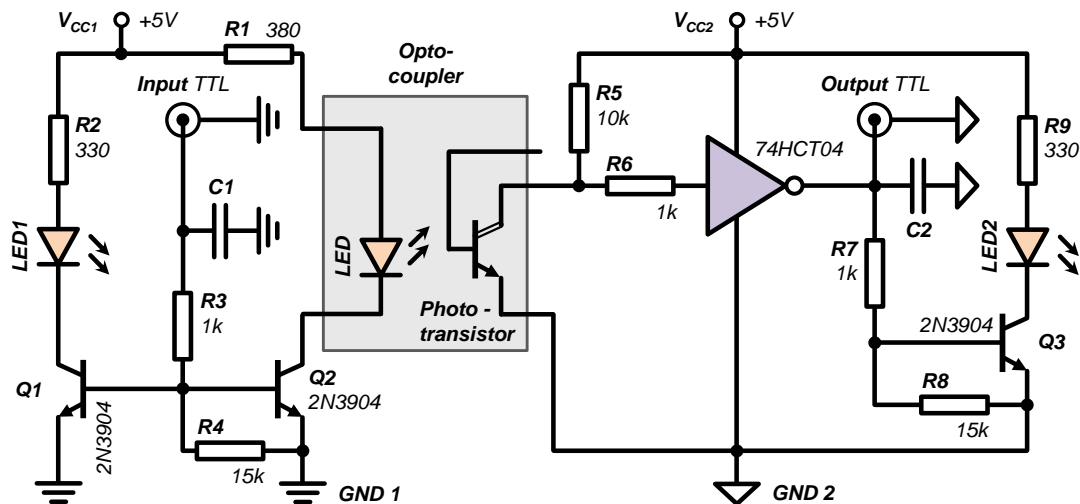 V_CC1 +5V
R1 380
Input TTL
R2
330
C1
LED1
R3
1k
Q1
2N3904
Q2
2N3904
R4
15k
GND 1
Opto-
coupler
LED
Photo -
transistor
V_CC2 +5V
R5
10k
R6
1k
74HCT04
Output TTL
R9
330
C2
R7
1k
LED2
2N3904
Q3
R8
15k
GND 2